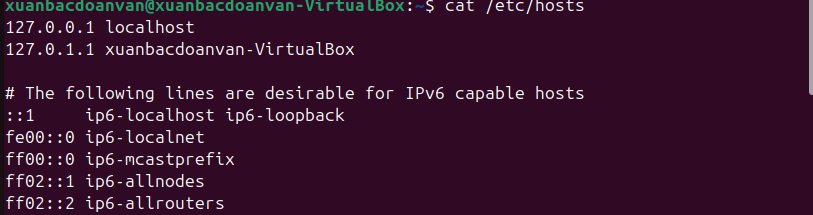 xuanbacdoanvan@xuanbacdoanvan-VirtualBox:~$ cat /etc/hosts
127.0.0.1 localhost
127.0.1.1 xuanbacdoanvan-VirtualBox
# The following lines are desirable for IPv6 capable hosts
::1     ip6-localhost ip6-loopback
fe00::0 ip6-localnet
ff00::0 ip6-mcastprefix
ff02::1 ip6-allnodes
ff02::2 ip6-allrouters